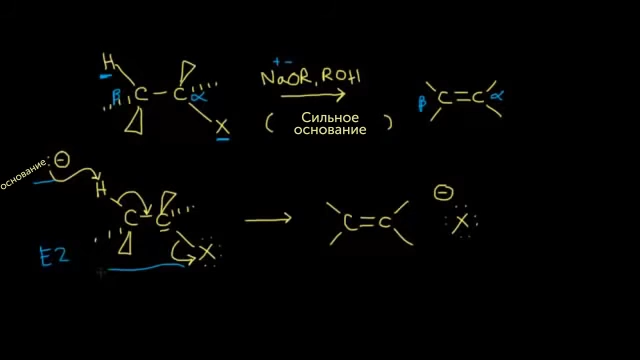 H
+ -
NaOR, ROH
β C - C α
β C = C α
X
( Сильное
основание )
основание: ⊖
H
C - C
C = C
⊖
X
X
E2